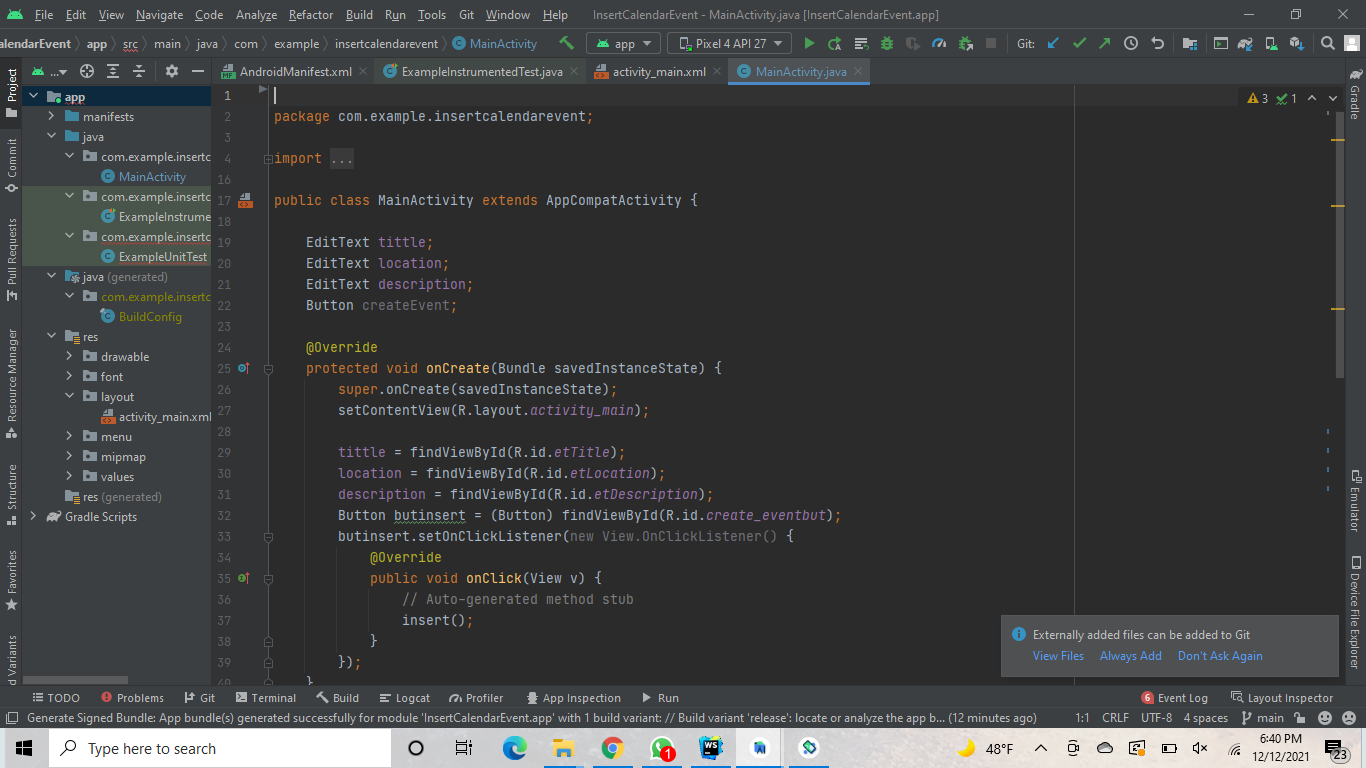 File Edit View Navigate Code Analyze Refactor Build Run Tools Git Window Help InsertCalendarEvent - MainActivity.java [InsertCalendarEvent.app]
alendarEvent app src main java com example insertcalendarevent MainActivity app Pixel 4 API 27 Git:
... AndroidManifest.xml ExampleInstrumentedTest.java activity_main.xml MainActivity.java
Project
Commit
Pull Requests
Resource Manager
Structure
Favorites
d Variants
app
manifests
java
com.example.insertc
MainActivity
com.example.insertc
ExampleInstrume
com.example.insertc
ExampleUnitTest
java (generated)
com.example.insertc
BuildConfig
res
drawable
font
layout
activity_main.xml
menu
mipmap
values
res (generated)
Gradle Scripts
1
2 package com.example.insertcalendarevent;
3
4 import ...
16
17 public class MainActivity extends AppCompatActivity {
18
19 EditText tittle;
20 EditText location;
21 EditText description;
22 Button createEvent;
23
24 @Override
25 protected void onCreate(Bundle savedInstanceState) {
26 super.onCreate(savedInstanceState);
27 setContentView(R.layout.activity_main);
28
29 tittle = findViewById(R.id.etTitle);
30 location = findViewById(R.id.etLocation);
31 description = findViewById(R.id.etDescription);
32 Button butinsert = (Button) findViewById(R.id.create_eventbut);
33 butinsert.setOnClickListener(new View.OnClickListener() {
34 @Override
35 public void onClick(View v) {
36 // Auto-generated method stub
37 insert();
38 }
39 });
40 }
3 1
Gradle
Emulator
Device File Explorer
Externally added files can be added to Git
View Files Always Add Don't Ask Again
TODO Problems Git Terminal Build Logcat Profiler App Inspection Run 6 Event Log Layout Inspector
Generate Signed Bundle: App bundle(s) generated successfully for module 'InsertCalendarEvent.app' with 1 build variant: // Build variant 'release': locate or analyze the app b... (12 minutes ago) 1:1 CRLF UTF-8 4 spaces main
Type here to search 1 WS 48°F 6:40 PM
12/12/2021 23